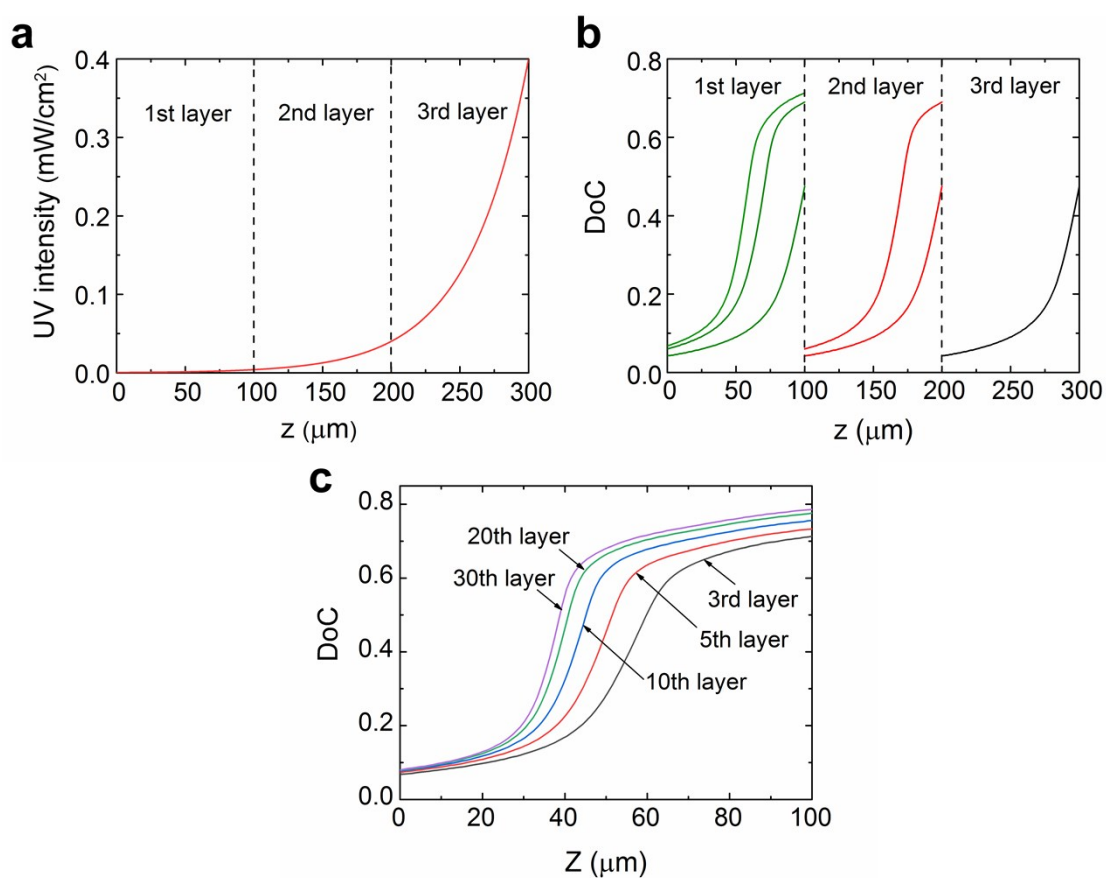 a
UV intensity (mW/cm²)
0.4
0.3
0.2
0.1
0.0
1st layer
2nd layer
3rd layer
0
50
100
150
200
250
300
z (μm)
b
DoC
0.8
0.6
0.4
0.2
0.0
1st layer
2nd layer
3rd layer
0
50
100
150
200
250
300
z (μm)
c
DoC
0.8
0.6
0.4
0.2
0.0
20th layer
30th layer
3rd layer
5th layer
10th layer
0
20
40
60
80
100
Z (μm)